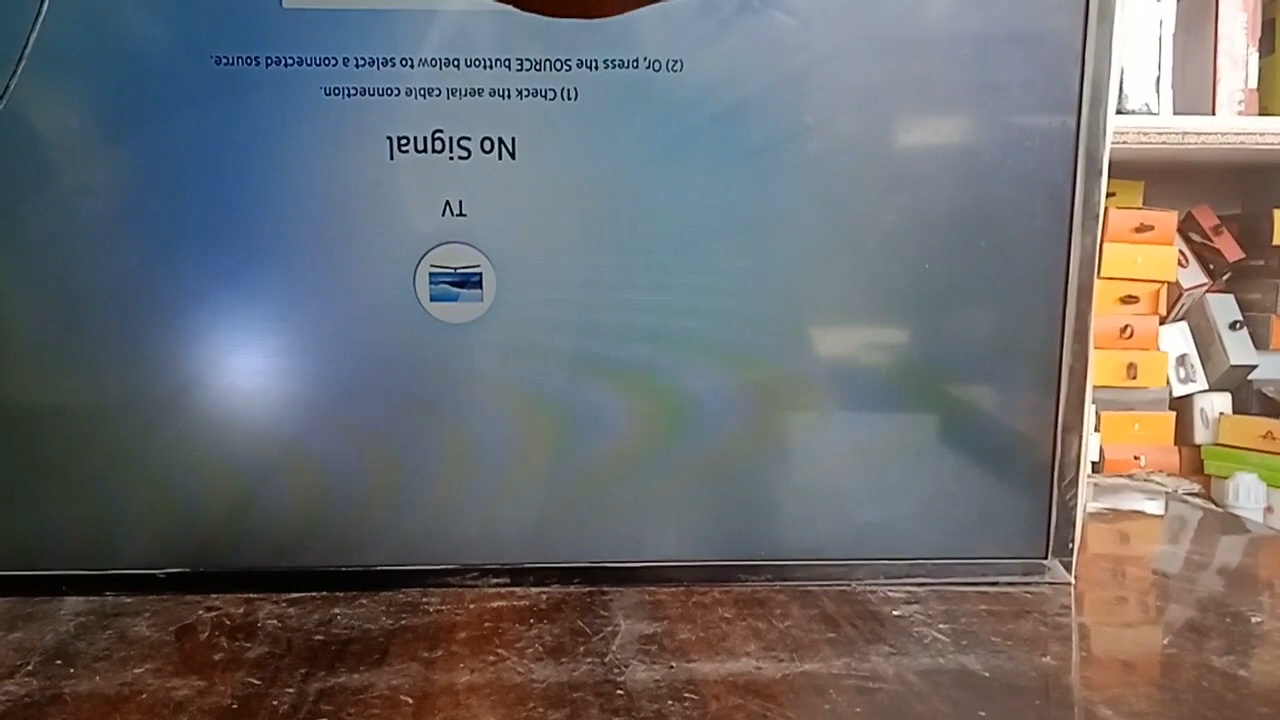 TV
No Signal
(1) Check the aerial cable connection.
(2) Or, press the SOURCE button below to select a connected source.